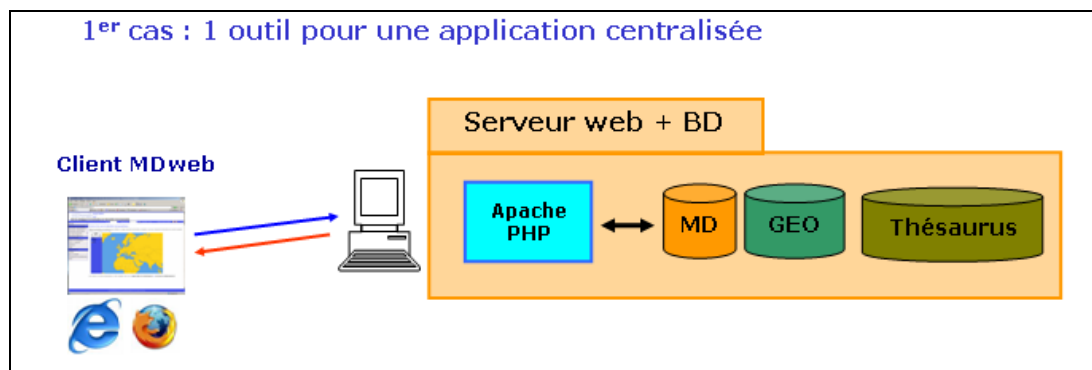 1er cas : 1 outil pour une application centralisée
Serveur web + BD
Client MDweb
Apache
PHP
MD
GEO
Thésaurus